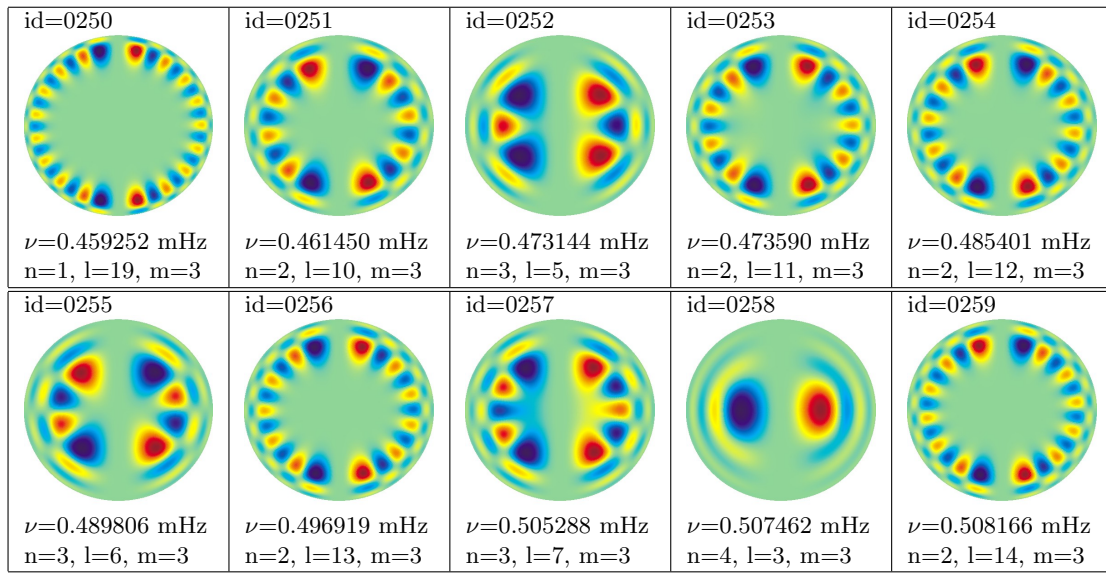 id=0250
ν=0.459252 mHz
n=1, l=19, m=3
id=0251
ν=0.461450 mHz
n=2, l=10, m=3
id=0252
ν=0.473144 mHz
n=3, l=5, m=3
id=0253
ν=0.473590 mHz
n=2, l=11, m=3
id=0254
ν=0.485401 mHz
n=2, l=12, m=3
id=0255
ν=0.489806 mHz
n=3, l=6, m=3
id=0256
ν=0.496919 mHz
n=2, l=13, m=3
id=0257
ν=0.505288 mHz
n=3, l=7, m=3
id=0258
ν=0.507462 mHz
n=4, l=3, m=3
id=0259
ν=0.508166 mHz
n=2, l=14, m=3